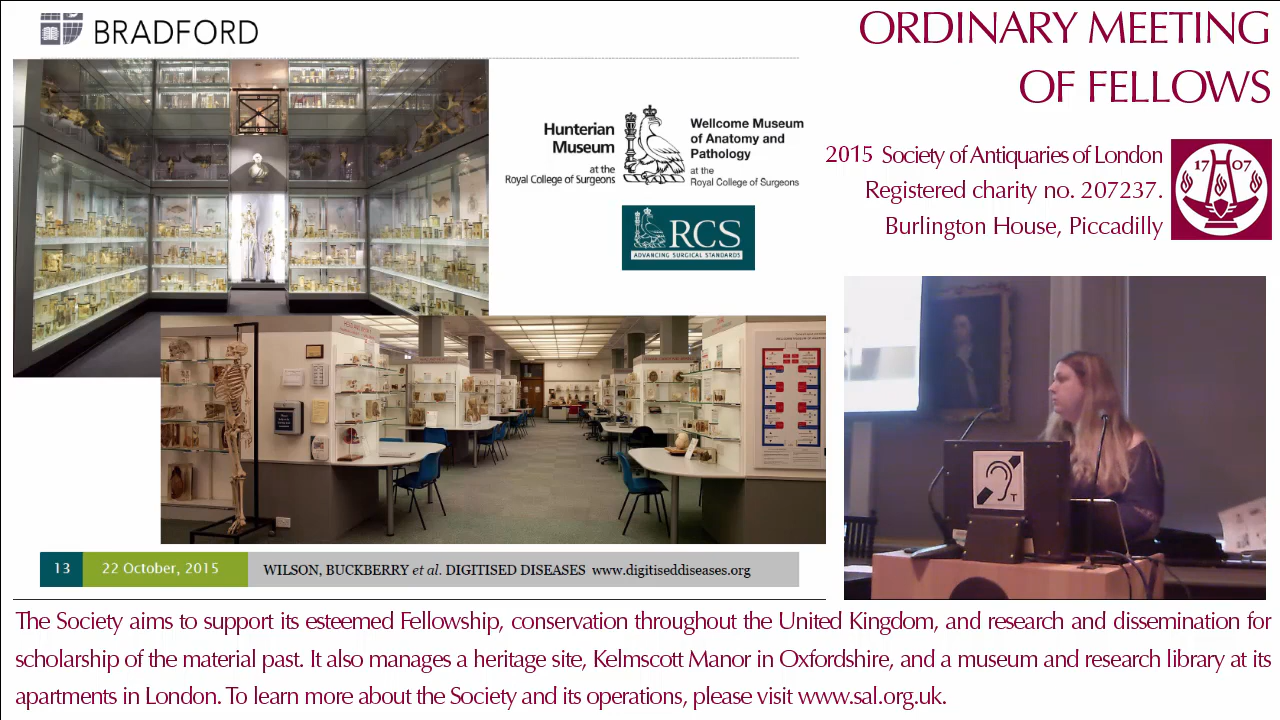 BRADFORD
ORDINARY MEETING
OF FELLOWS
Hunterian
Museum
at the
Royal College of Surgeons
Wellcome Museum
of Anatomy and
Pathology
at the
Royal College of Surgeons
RCS
ADVANCING SURGICAL STANDARDS
2015 Society of Antiquaries of London
Registered charity no. 207237.
Burlington House, Piccadilly
17 07
T
13 22 October, 2015 WILSON, BUCKBERRY et al. DIGITISED DISEASES www.digitiseddiseases.org
The Society aims to support its esteemed Fellowship, conservation throughout the United Kingdom, and research and dissemination for
scholarship of the material past. It also manages a heritage site, Kelmscott Manor in Oxfordshire, and a museum and research library at its
apartments in London. To learn more about the Society and its operations, please visit www.sal.org.uk.